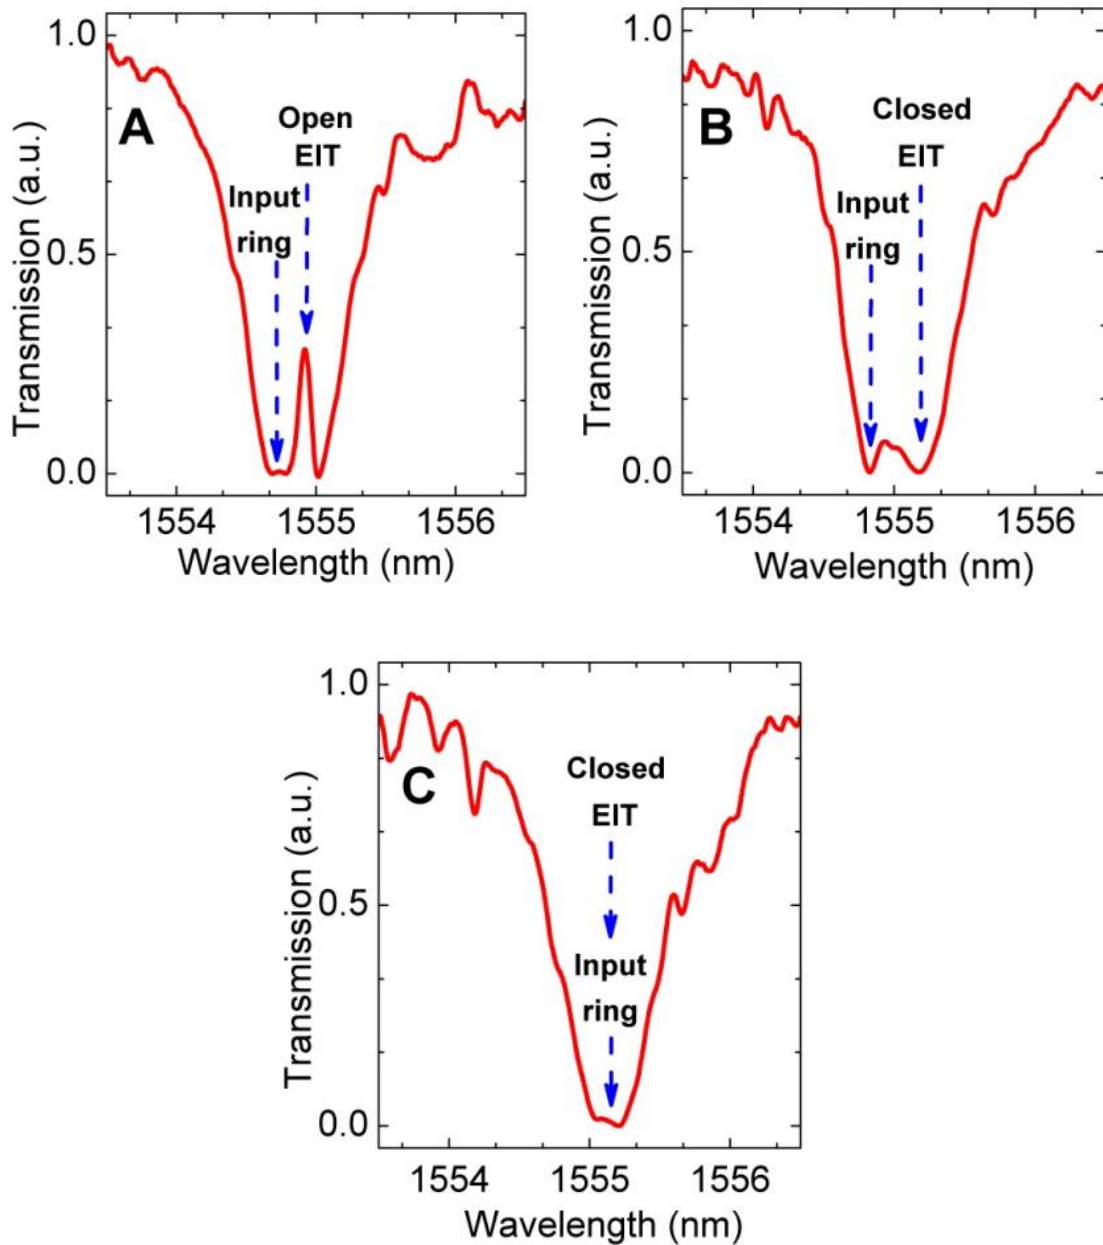 A
Open
EIT
Input
ring
Transmission (a.u.)
1.0
0.5
0.0
1554 1555 1556
Wavelength (nm)
B
Closed
EIT
Input
ring
Transmission (a.u.)
1.0
0.5
0.0
1554 1555 1556
Wavelength (nm)
C
Closed
EIT
Input
ring
Transmission (a.u.)
1.0
0.5
0.0
1554 1555 1556
Wavelength (nm)